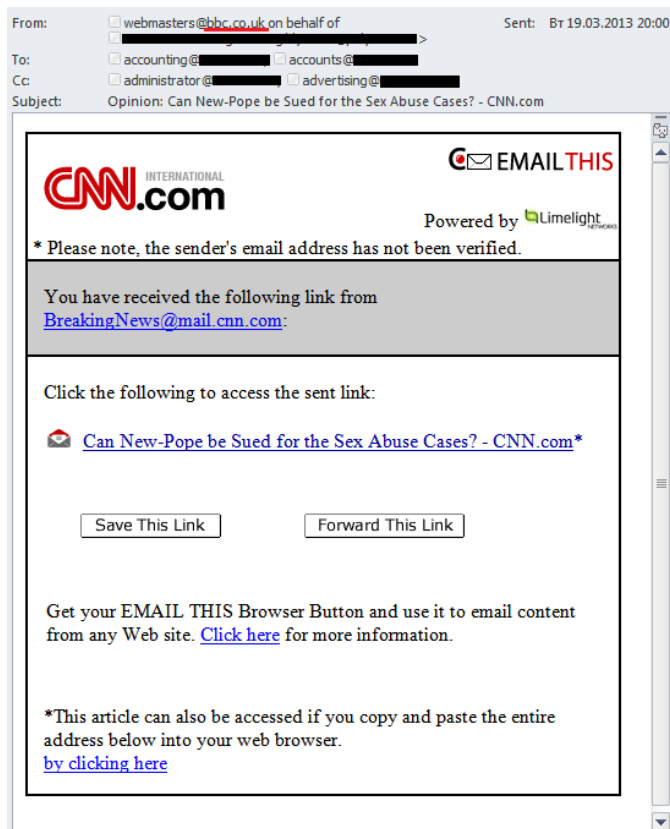 From: webmasters@bbc.co.uk on behalf of Sent: Вт 19.03.2013 20:00
>
To: accounting@ ; accounts@
Cc: administrator@ ; advertising@
Subject: Opinion: Can New-Pope be Sued for the Sex Abuse Cases? - CNN.com
CNN.com INTERNATIONAL
EMAIL THIS
Powered by Limelight NETWORKS
* Please note, the sender's email address has not been verified.
You have received the following link from
BreakingNews@mail.cnn.com:
Click the following to access the sent link:
Can New-Pope be Sued for the Sex Abuse Cases? - CNN.com*
Save This Link Forward This Link
Get your EMAIL THIS Browser Button and use it to email content
from any Web site. Click here for more information.
*This article can also be accessed if you copy and paste the entire
address below into your web browser.
by clicking here